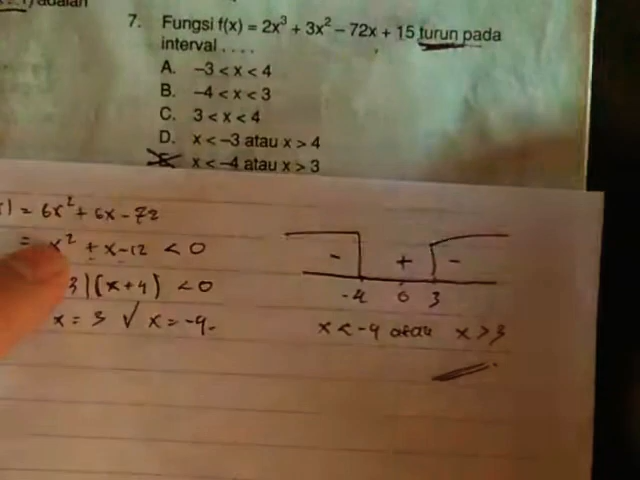 adalah
7. Fungsi f(x) = 2x³ + 3x² – 72x + 15 turun pada
interval . . . .
A. –3 < x < 4
B. –4 < x < 3
C. 3 < x < 4
D. x < –3 atau x > 4
x < –4 atau x > 3
) = 6x² + 6x – 72
= x² + x – 12 < 0
3)(x+4) < 0
x = 3 √ x = –4.
- + -
-4 0 3
x < -4 atau x > 3